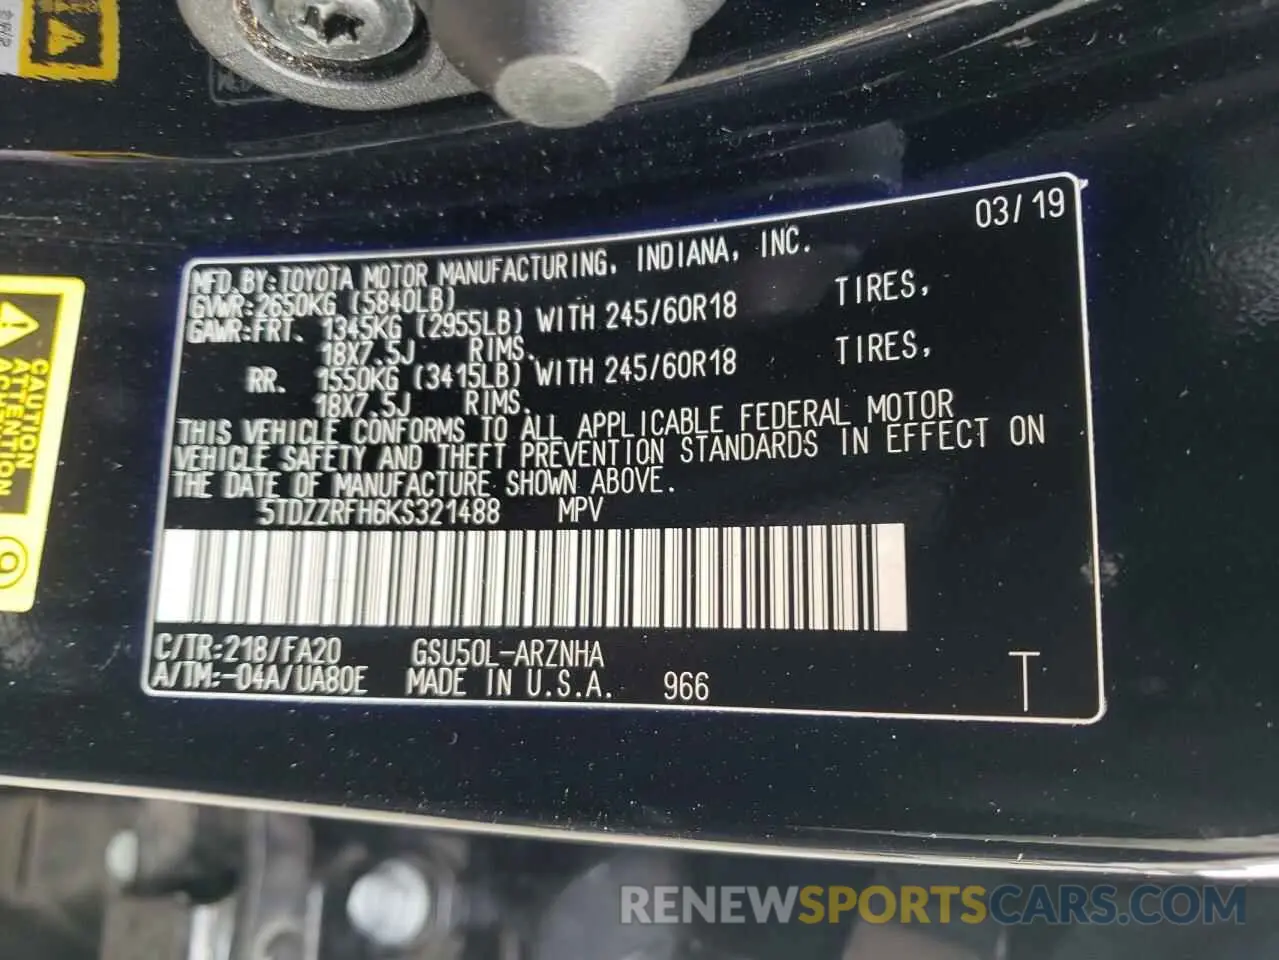 03/19
MFD.BY:TOYOTA MOTOR MANUFACTURING, INDIANA, INC.
GVWR:2650KG (5840LB)
GAWR:FRT. 1345KG (2955LB) WITH 245/60R18 TIRES,
18X7.5J RIMS.
RR. 1550KG (3415LB) WITH 245/60R18 TIRES,
18X7.5J RIMS.
THIS VEHICLE CONFORMS TO ALL APPLICABLE FEDERAL MOTOR
VEHICLE SAFETY AND THEFT PREVENTION STANDARDS IN EFFECT ON
THE DATE OF MANUFACTURE SHOWN ABOVE.
5TDZZRFH6KS321488 MPV
C/TR:218/FA20 GSU50L-ARZNHA
A/TM:-04A/UA80E MADE IN U.S.A. 966
T
CAUTION
ATTENTION
RENEWSPORTSCARS.COM